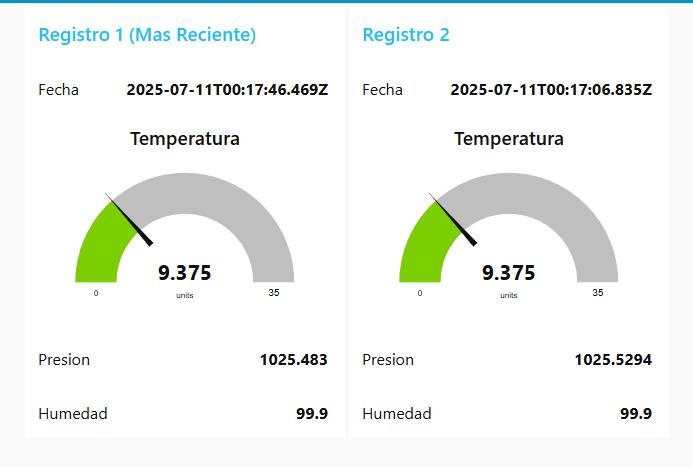 Registro 1 (Mas Reciente)
Fecha 2025-07-11T00:17:46.469Z
Temperatura
9.375
0 units 35
Presion 1025.483
Humedad 99.9
Registro 2
Fecha 2025-07-11T00:17:06.835Z
Temperatura
9.375
0 units 35
Presion 1025.5294
Humedad 99.9